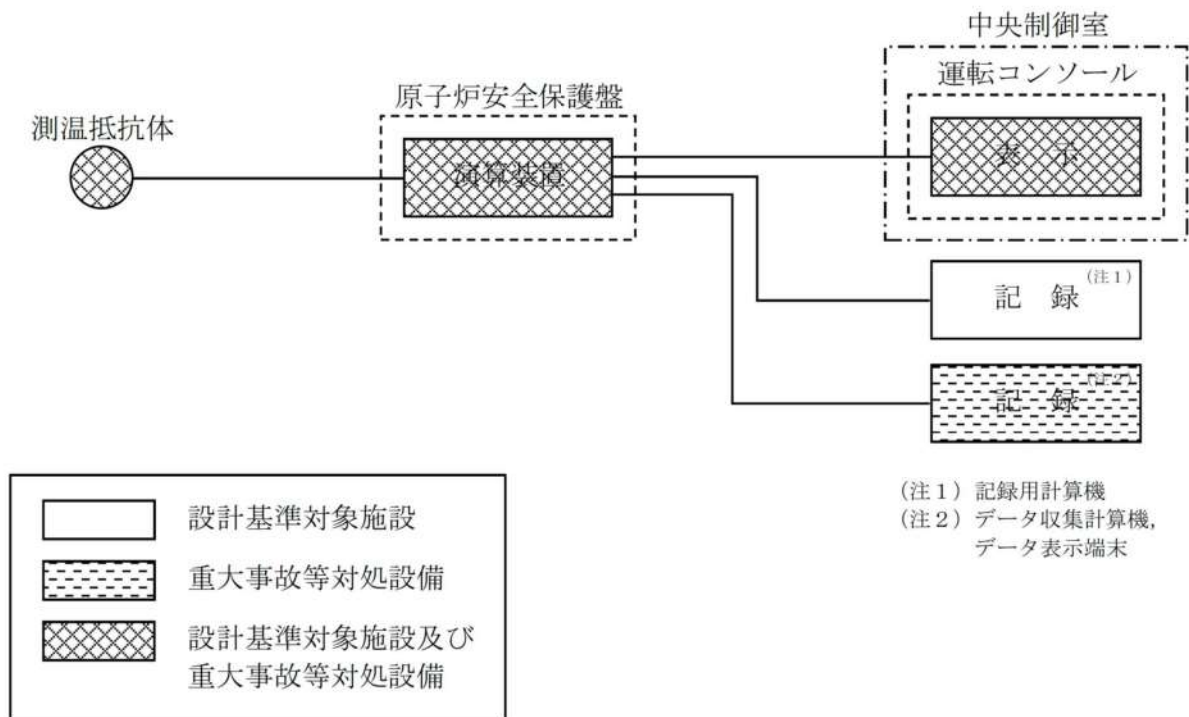 中央制御室
運転コンソール
原子炉安全保護盤
測温抵抗体
演算装置
表 示
記 録 (注1)
記 録 (注2)
(注1) 記録用計算機
(注2) データ収集計算機,
データ表示端末
設計基準対象施設
重大事故等対処設備
設計基準対象施設及び
重大事故等対処設備